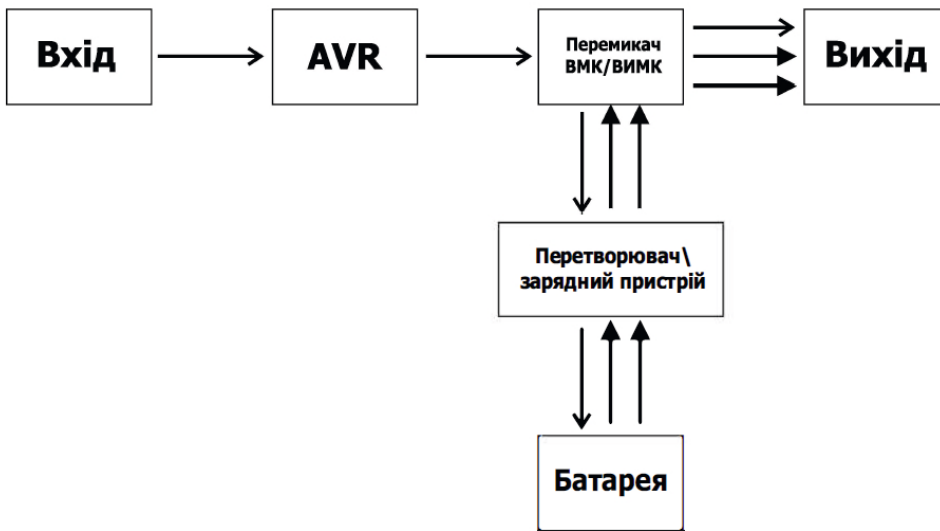 Вхід
AVR
Перемикач
ВМК/ВИМК
Вихід
Перетворювач\
зарядний пристрій
Батарея